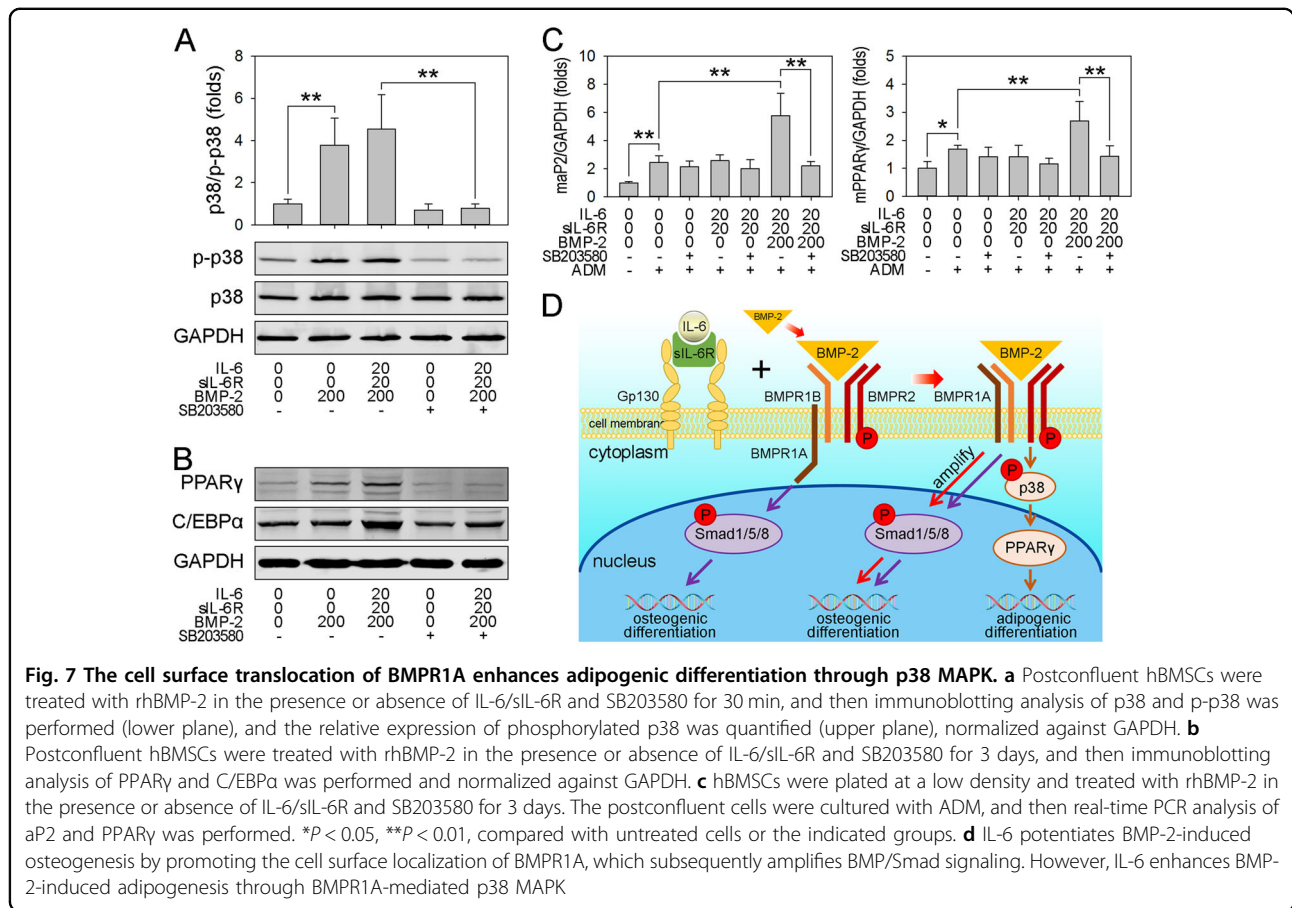 A
p38/p-p38 (folds)
8
6
4
2
0
**
**
p-p38
p38
GAPDH
IL-6 0 0 20 0 20
sIL-6R 0 0 20 0 20
BMP-2 0 200 200 0 200
SB203580 - - - + +
B
PPARγ
C/EBPα
GAPDH
IL-6 0 0 20 0 20
sIL-6R 0 0 20 0 20
BMP-2 0 200 200 0 200
SB203580 - - - + +
C
maP2/GAPDH (folds)
10
8
6
4
2
0
**
**
**
IL-6 0 0 0 20 20 20 20
sIL-6R 0 0 0 20 20 20 20
BMP-2 0 0 0 0 0 200 200
SB203580 - - + - + - +
ADM - + + + + + +
mPPARγ/GAPDH (folds)
5
4
3
2
1
0
*
**
**
IL-6 0 0 0 20 20 20 20
sIL-6R 0 0 0 20 20 20 20
BMP-2 0 0 0 0 0 200 200
SB203580 - - + - + - +
ADM - + + + + + +
D
IL-6
sIL-6R
BMP-2
+
BMP-2
BMP-2
Gp130
BMPR1B
BMPR2
BMPR1A
cell membrane
P
P
cytoplasm
BMPR1A
amplify
P
p38
P
Smad1/5/8
P
Smad1/5/8
PPARγ
nucleus
osteogenic
differentiation
osteogenic
differentiation
adipogenic
differentiation
Fig. 7 The cell surface translocation of BMPR1A enhances adipogenic differentiation through p38 MAPK. a Postconfluent hBMSCs were
treated with rhBMP-2 in the presence or absence of IL-6/sIL-6R and SB203580 for 30 min, and then immunoblotting analysis of p38 and p-p38 was
performed (lower plane), and the relative expression of phosphorylated p38 was quantified (upper plane), normalized against GAPDH. b
Postconfluent hBMSCs were treated with rhBMP-2 in the presence or absence of IL-6/sIL-6R and SB203580 for 3 days, and then immunoblotting
analysis of PPARγ and C/EBPα was performed and normalized against GAPDH. c hBMSCs were plated at a low density and treated with rhBMP-2 in
the presence or absence of IL-6/sIL-6R and SB203580 for 3 days. The postconfluent cells were cultured with ADM, and then real-time PCR analysis of
aP2 and PPARγ was performed. *P < 0.05, **P < 0.01, compared with untreated cells or the indicated groups. d IL-6 potentiates BMP-2-induced
osteogenesis by promoting the cell surface localization of BMPR1A, which subsequently amplifies BMP/Smad signaling. However, IL-6 enhances BMP-
2-induced adipogenesis through BMPR1A-mediated p38 MAPK